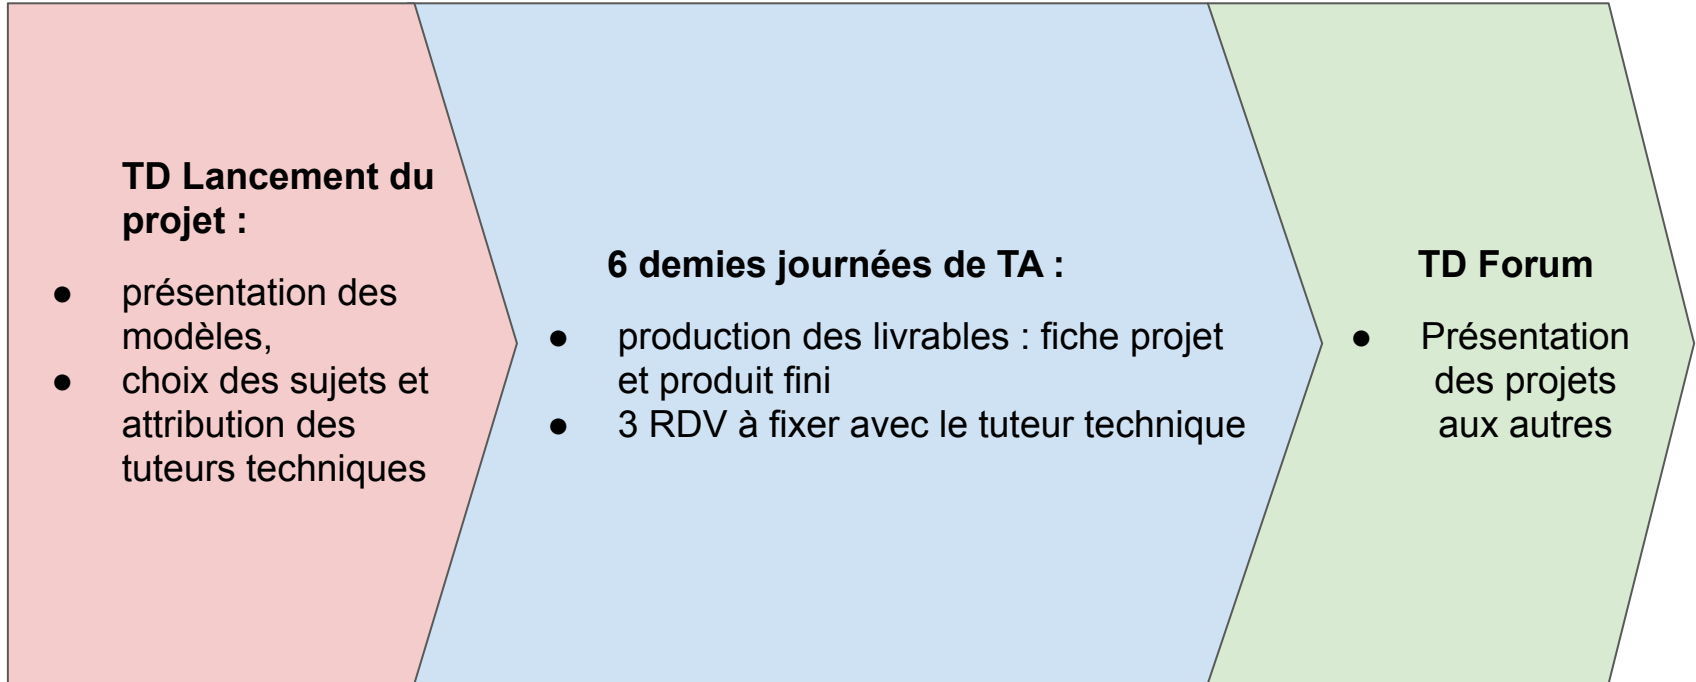 TD Lancement du
projet :
● présentation des
modèles,
● choix des sujets et
attribution des
tuteurs techniques
6 demies journées de TA :
● production des livrables : fiche projet
et produit fini
● 3 RDV à fixer avec le tuteur technique
TD Forum
● Présentation
des projets
aux autres